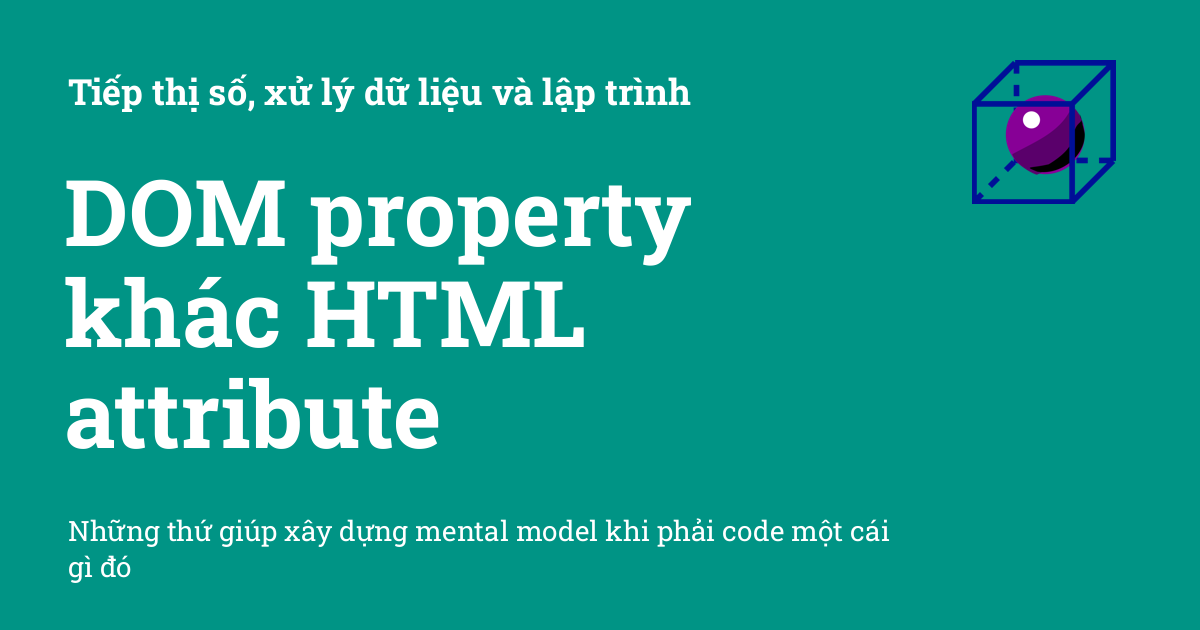 Tiếp thị số, xử lý dữ liệu và lập trình
DOM property
khác HTML
attribute
Những thứ giúp xây dựng mental model khi phải code một cái
gì đó